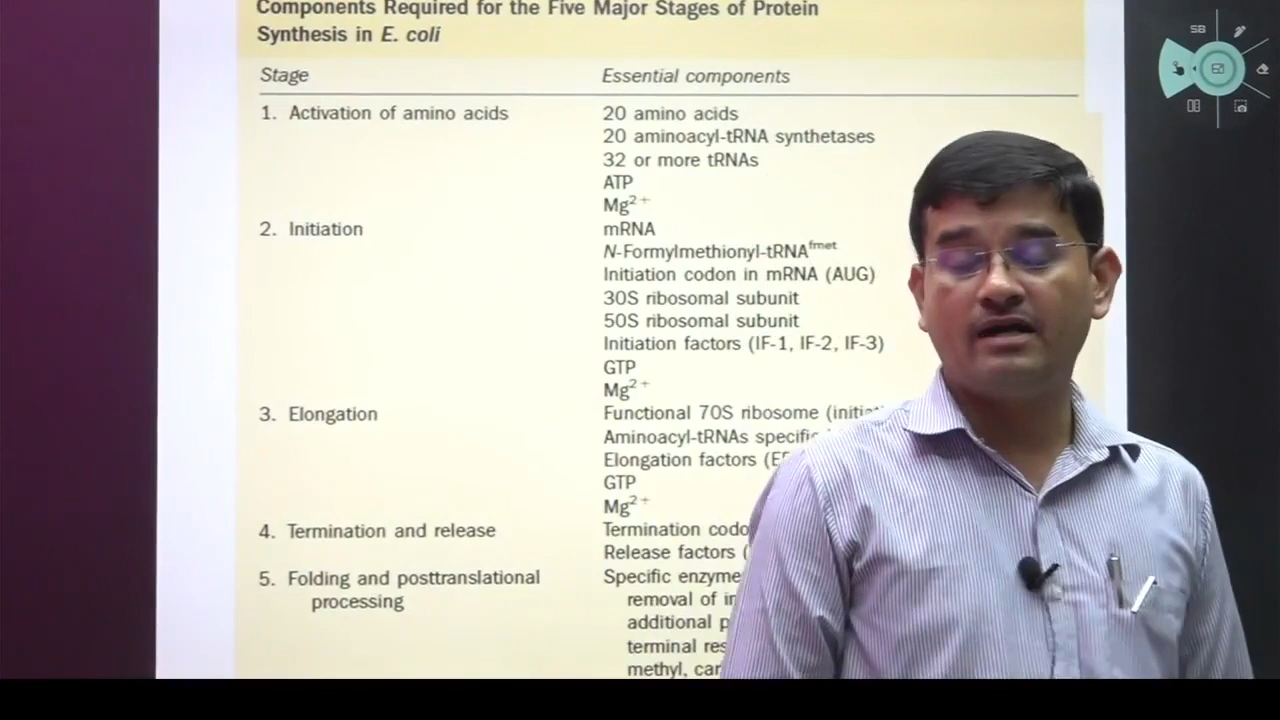 Components Required for the Five Major Stages of Protein
Synthesis in E. coli
Stage Essential components
1. Activation of amino acids 20 amino acids
20 aminoacyl-tRNA synthetases
32 or more tRNAs
ATP
Mg²⁺
2. Initiation mRNA
N-Formylmethionyl-tRNAᶠᵐᵉᵗ
Initiation codon in mRNA (AUG)
30S ribosomal subunit
50S ribosomal subunit
Initiation factors (IF-1, IF-2, IF-3)
GTP
Mg²⁺
3. Elongation Functional 70S ribosome
Aminoacyl-tRNAs
Elongation factors
GTP
Mg²⁺
4. Termination and release Termination
Release factors
5. Folding and posttranslational Specific
processing removal of
additional
terminal
methyl,
SB